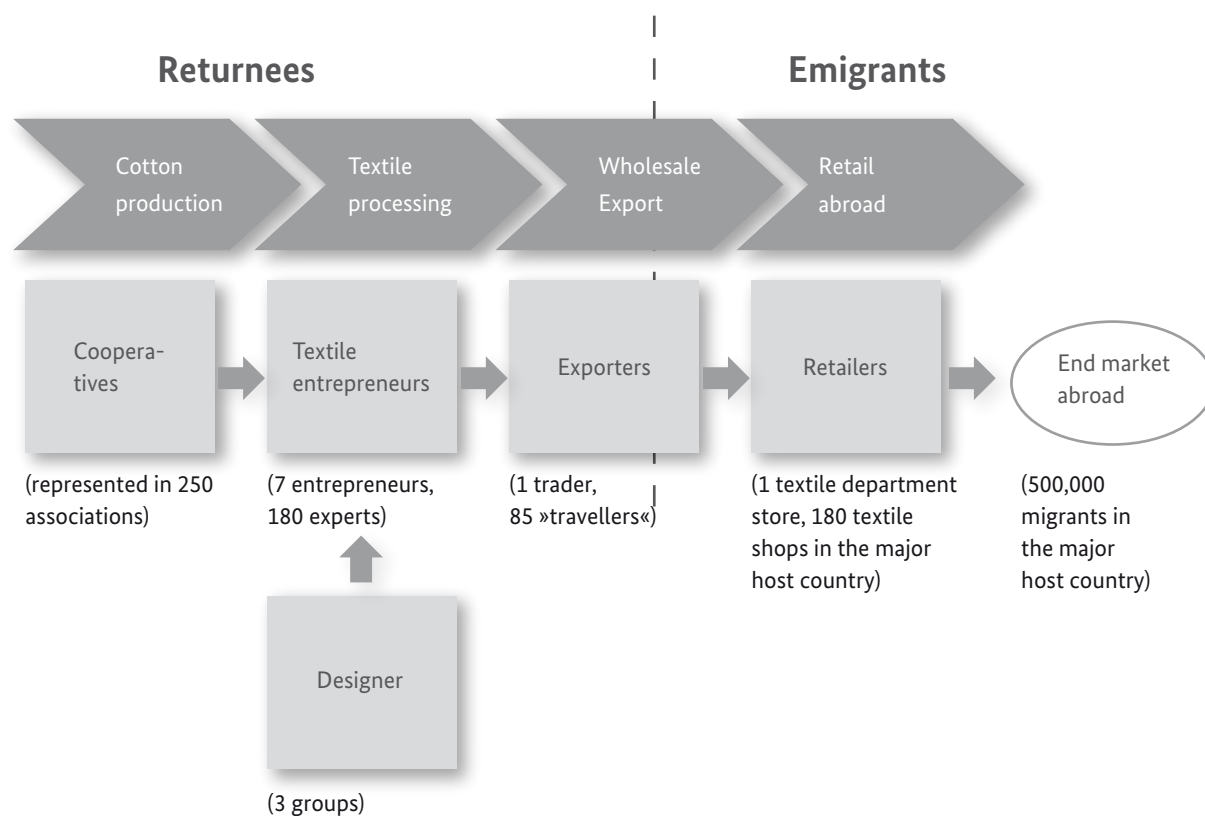 Returnees
Emigrants
Cotton
production
Textile
processing
Wholesale
Export
Retail
abroad
Coopera-
tives
Textile
entrepreneurs
Exporters
Retailers
End market
abroad
(represented in 250
associations)
(7 entrepreneurs,
180 experts)
(1 trader,
85 »travellers«)
(1 textile department
store, 180 textile
shops in the major
host country)
(500,000
migrants in
the major
host country)
Designer
(3 groups)